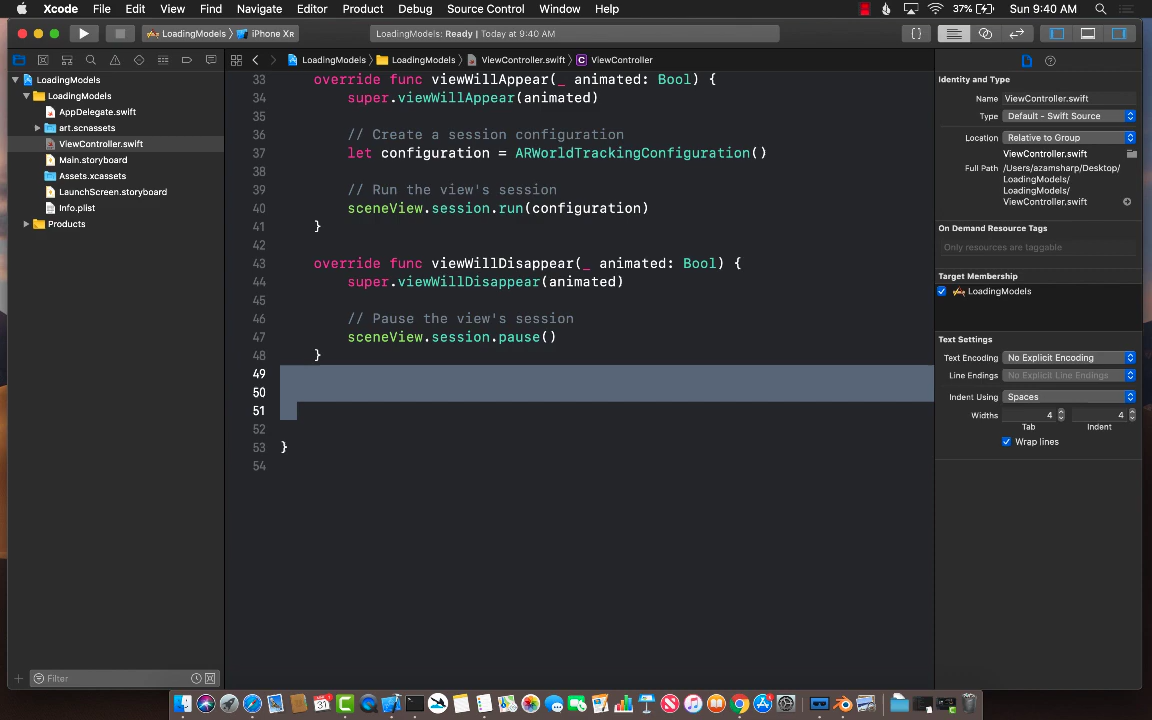 Xcode File Edit View Find Navigate Editor Product Debug Source Control Window Help 37% Sun 9:40 AM
LoadingModels iPhone XR LoadingModels: Ready | Today at 9:40 AM
LoadingModels LoadingModels ViewController.swift ViewController
LoadingModels
LoadingModels
AppDelegate.swift
art.scnassets
ViewController.swift
Main.storyboard
Assets.xcassets
LaunchScreen.storyboard
Info.plist
Products
Filter
33 override func viewWillAppear(_ animated: Bool) {
34 super.viewWillAppear(animated)
35
36 // Create a session configuration
37 let configuration = ARWorldTrackingConfiguration()
38
39 // Run the view's session
40 sceneView.session.run(configuration)
41 }
42
43 override func viewWillDisappear(_ animated: Bool) {
44 super.viewWillDisappear(animated)
45
46 // Pause the view's session
47 sceneView.session.pause()
48 }
49
50
51
52
53 }
54
Identity and Type
Name ViewController.swift
Type Default - Swift Source
Location Relative to Group
ViewController.swift
Full Path /Users/azamsharp/Desktop/
LoadingModels/
LoadingModels/
ViewController.swift
On Demand Resource Tags
Only resources are taggable
Target Membership
LoadingModels
Text Settings
Text Encoding No Explicit Encoding
Line Endings No Explicit Line Endings
Indent Using Spaces
Widths 4 4
Tab Indent
Wrap lines